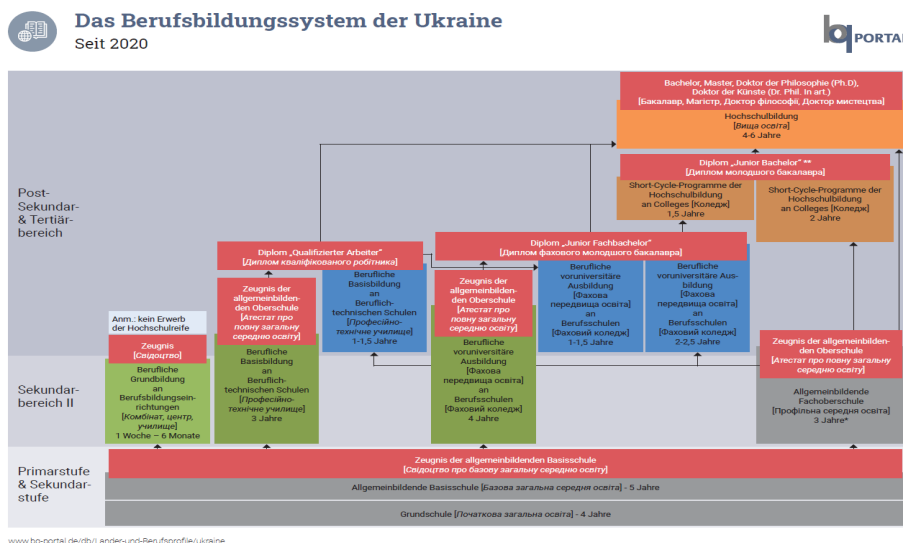 Das Berufsbildungssystem der Ukraine
Seit 2020
bq PORTAL
Bachelor, Master, Doktor der Philosophie (Ph.D),
Doktor der Künste (Dr. Phil. In art.)
[Бакалавр, Магістр, Доктор філософії, Доктор мистецтва]
Hochschulbildung
[Вища освіта]
4-6 Jahre
Diplom „Junior Bachelor" **
[Диплом молодшого бакалавра]
Short-Cycle-Programme der
Hochschulbildung
an Colleges [Коледж]
1,5 Jahre
Short-Cycle-Programme der
Hochschulbildung
an Colleges [Коледж]
2 Jahre
Post-
Sekundar-
& Tertiär-
bereich
Diplom „Qualifizierter Arbeiter"
[Диплом кваліфікованого робітника]
Diplom „Junior Fachbachelor"
[Диплом фахового молодшого бакалавра]
Zeugnis der
allgemeinbilden-
den Oberschule
[Атестат про
повну загальну
середню освіту]
Berufliche
Basisbildung
an
Beruflich-
technischen Schulen
[Професійно-
технічне училище]
1-1,5 Jahre
Zeugnis der
allgemeinbilden-
den Oberschule
[Атестат про
повну загальну
середню освіту]
Berufliche
voruniversitäre
Ausbildung
[Фахова
передвища освіта]
an Berufsschulen
[Фаховий коледж]
1-1,5 Jahre
Berufliche
voruniversitäre Aus-
bildung
[Фахова
передвища освіта]
an Berufsschulen
[Фаховий коледж]
2-2,5 Jahre
Anm.: kein Erwerb
der Hochschulreife
Zeugnis
[Свідоцтво]
Zeugnis der allgemeinbilden-
den Oberschule
[Атестат про повну загальну
середню освіту]
Sekundar-
bereich II
Berufliche
Grundbildung
an
Berufsbildungsein-
richtungen
[Комбінат, центр,
училище]
1 Woche – 6 Monate
Berufliche
Basisbildung
an
Beruflich-
technischen Schulen
[Професійно-
технічне училище]
3 Jahre
Berufliche
voruniversitäre
Ausbildung
[Фахова
передвища освіта]
an Berufsschulen
[Фаховий коледж]
4 Jahre
Allgemeinbildende
Fachoberschule
[Профільна середня освіта]
3 Jahre*
Primarstufe
& Sekundar-
stufe
Zeugnis der allgemeinbildenden Basisschule
[Свідоцтво про базову загальну середню освіту]
Allgemeinbildende Basisschule [Базова загальна середня освіта] - 5 Jahre
Grundschule [Початкова загальна освіта] - 4 Jahre
www.bq-portal.de/db/Länder-und-Berufsprofile/ukraine